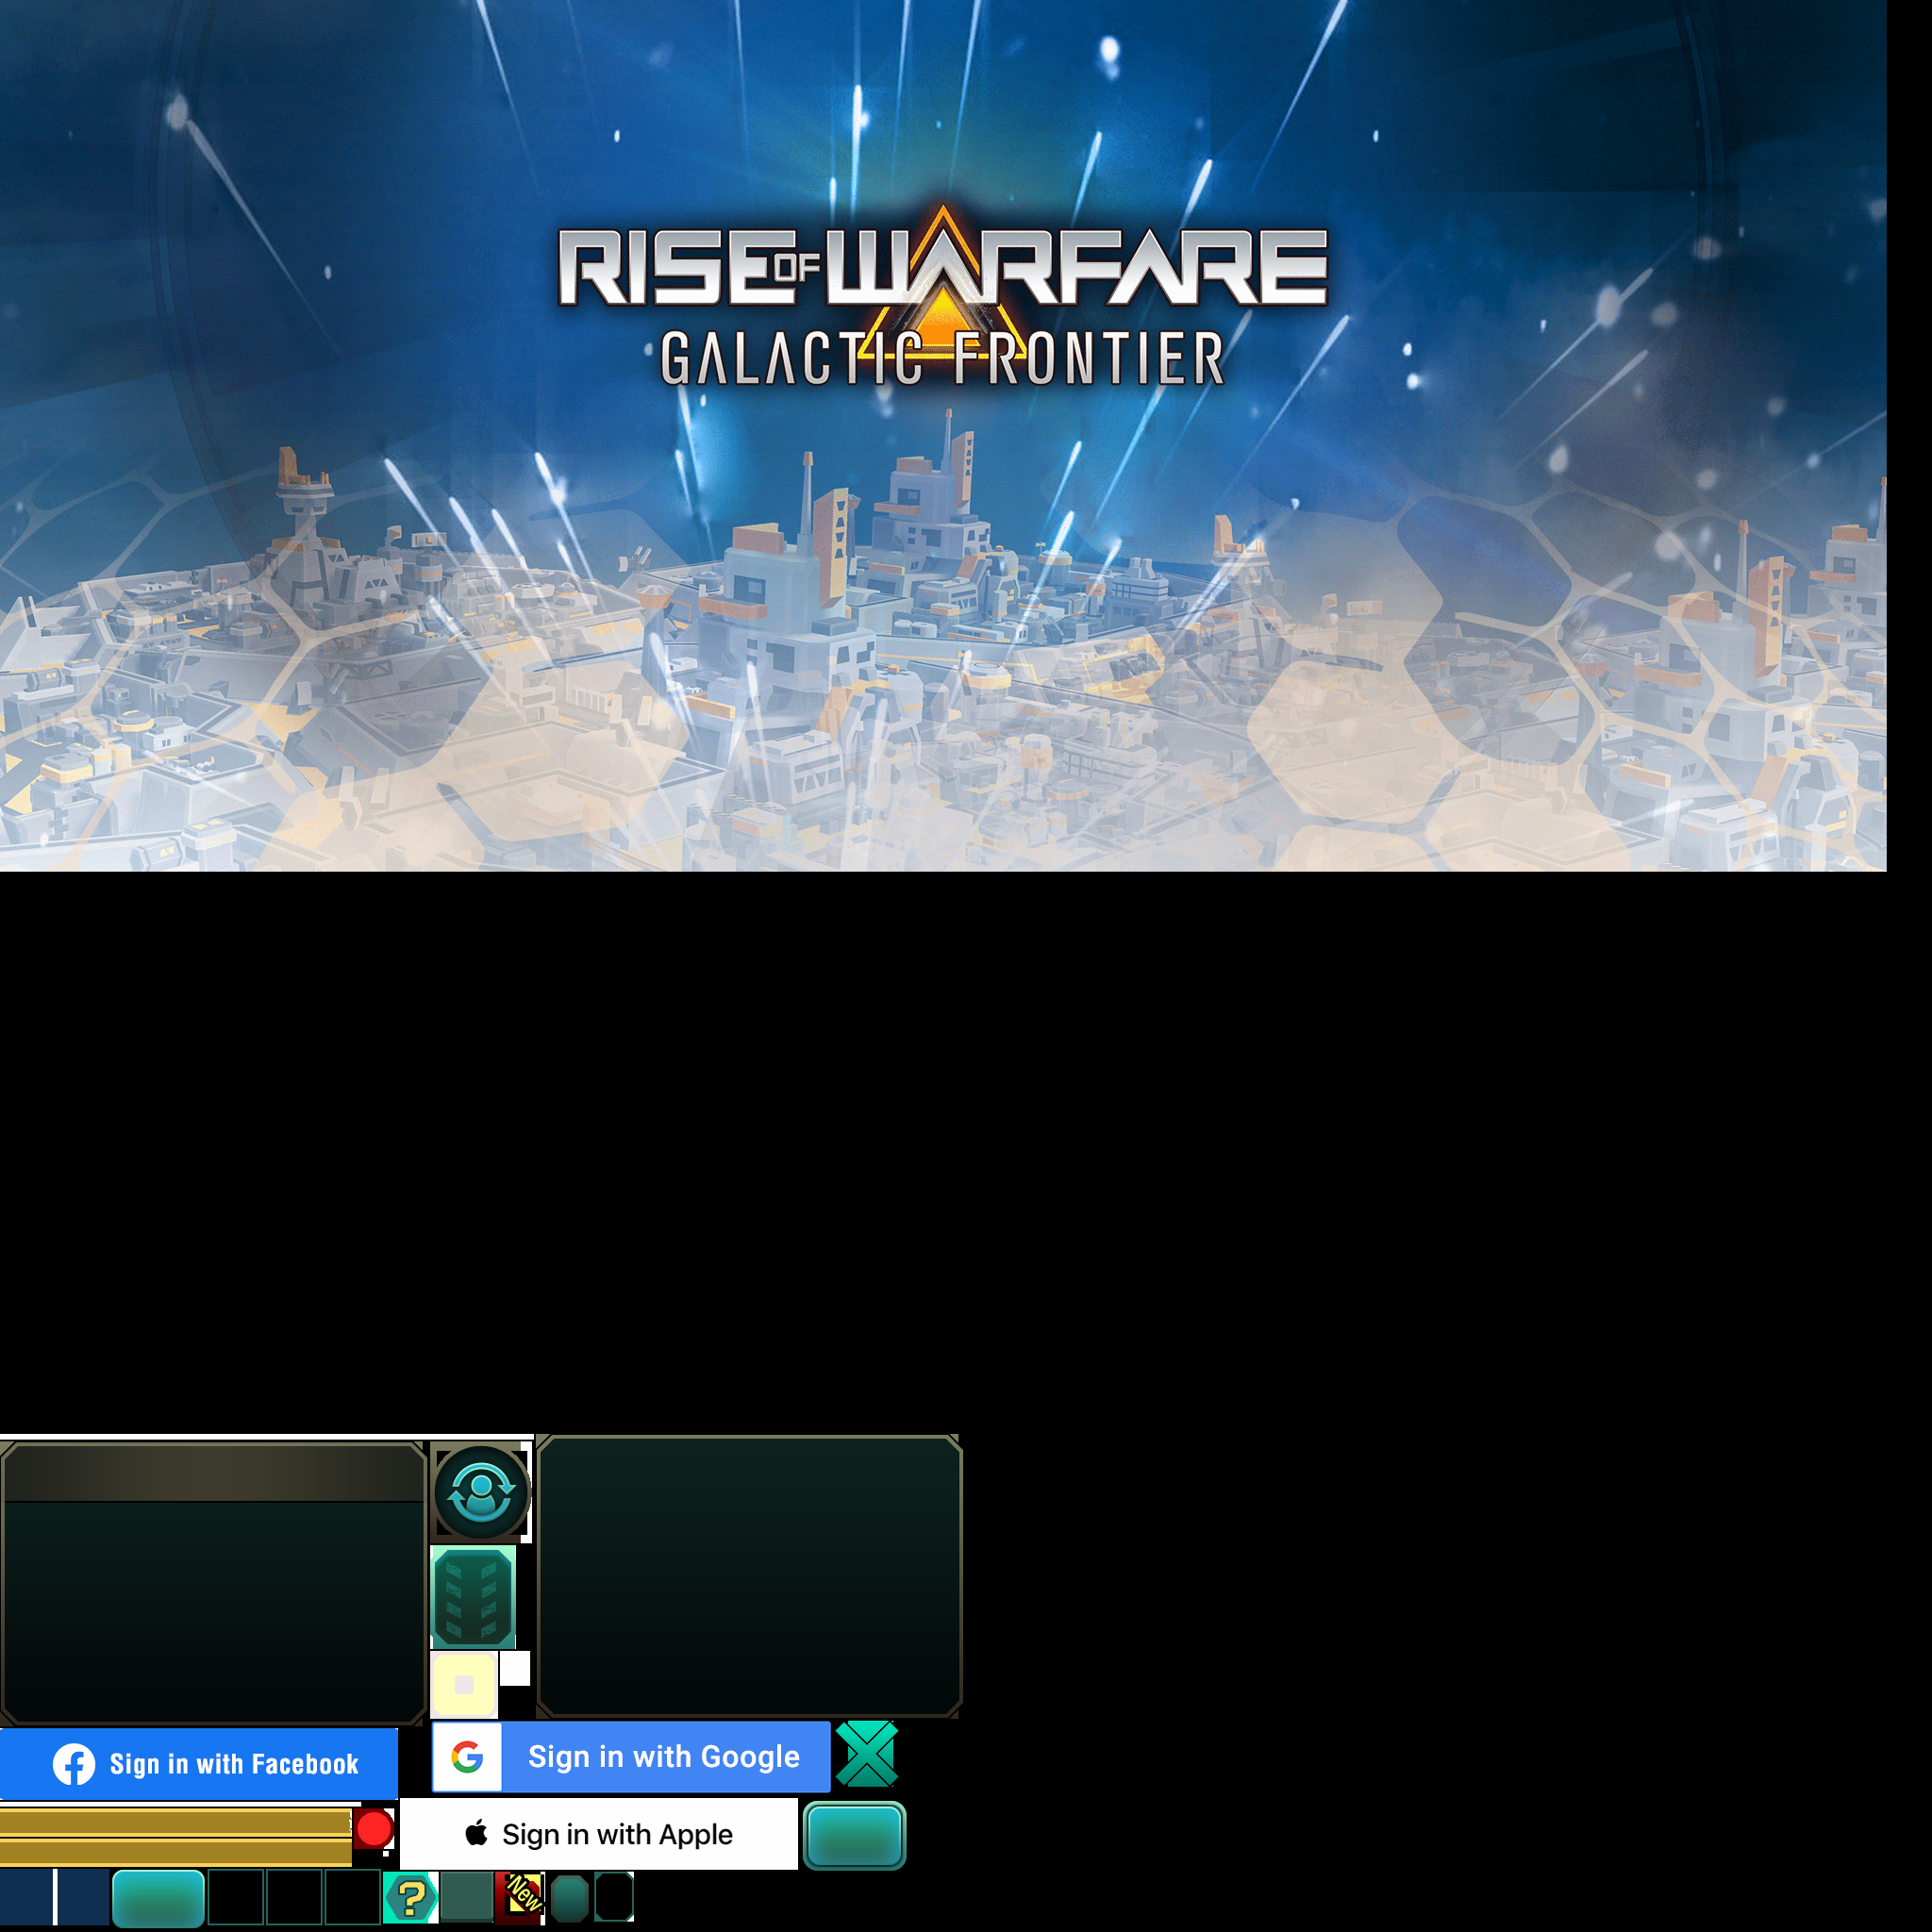 RISE OF WARFARE
GALACTIC FRONTIER
Sign in with Facebook
Sign in with Google
Sign in with Apple
?
New